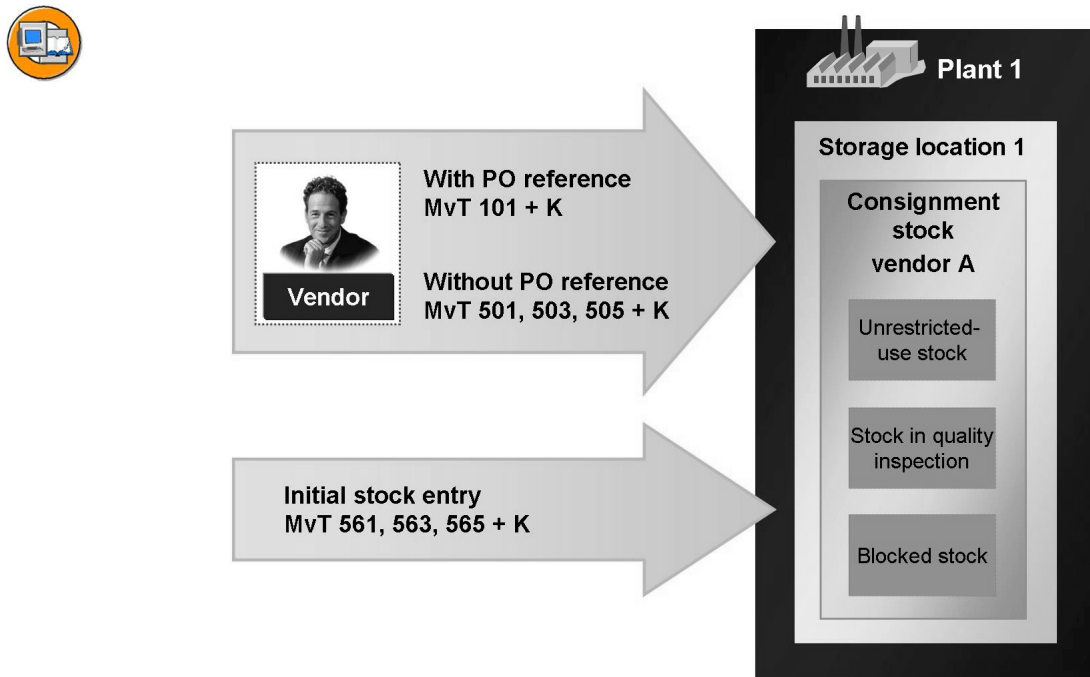 With PO reference
MvT 101 + K
Without PO reference
MvT 501, 503, 505 + K
Vendor
Initial stock entry
MvT 561, 563, 565 + K
Plant 1
Storage location 1
Consignment
stock
vendor A
Unrestricted-
use stock
Stock in quality
inspection
Blocked stock